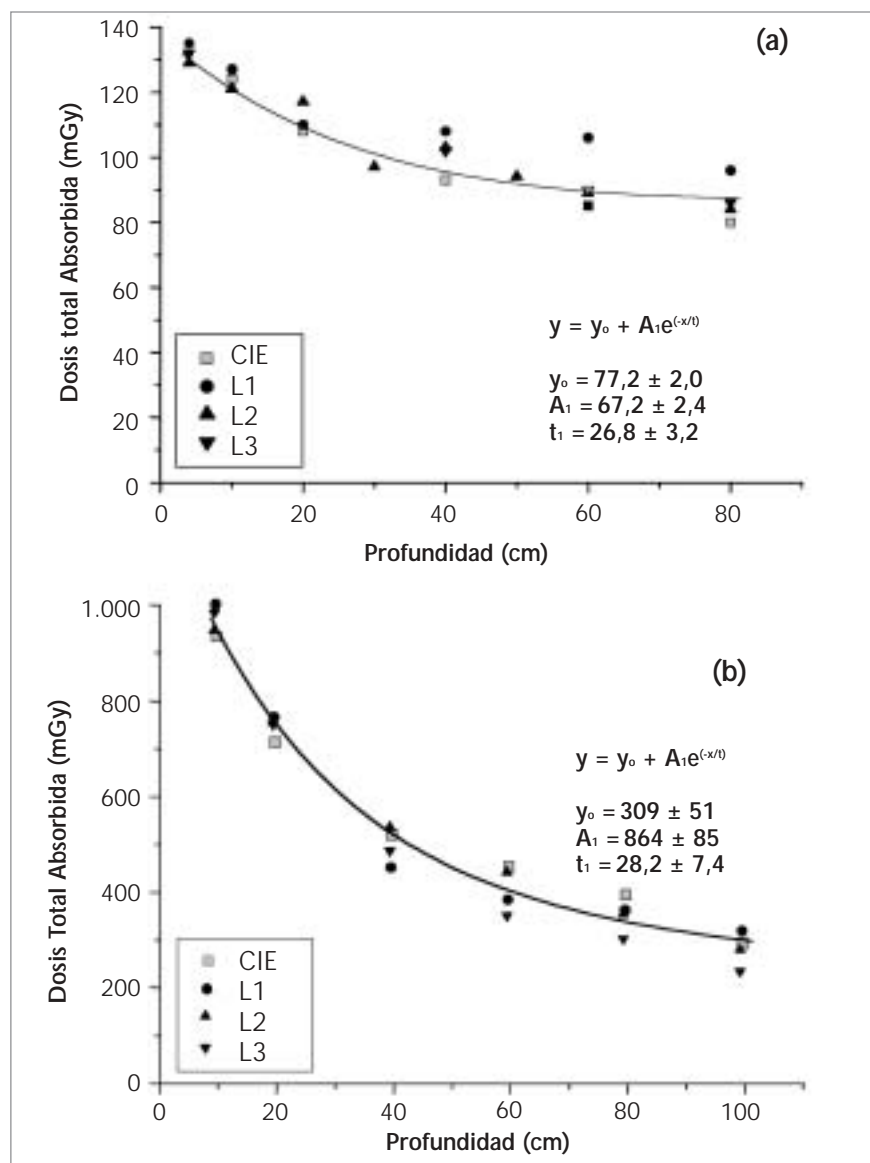 (a)
Dosis total Absorbida (mGy)
140
120
100
80
60
40
20
0
CIE
L1
L2
L3
y = y₀ + A₁e^(-x/t)
y₀ = 77,2 ± 2,0
A₁ = 67,2 ± 2,4
t₁ = 26,8 ± 3,2
0 20 40 60 80
Profundidad (cm)
(b)
Dosis Total Absorbida (mGy)
1.000
800
600
400
200
0
CIE
L1
L2
L3
y = y₀ + A₁e^(-x/t)
y₀ = 309 ± 51
A₁ = 864 ± 85
t₁ = 28,2 ± 7,4
0 20 40 60 80 100
Profundidad (cm)